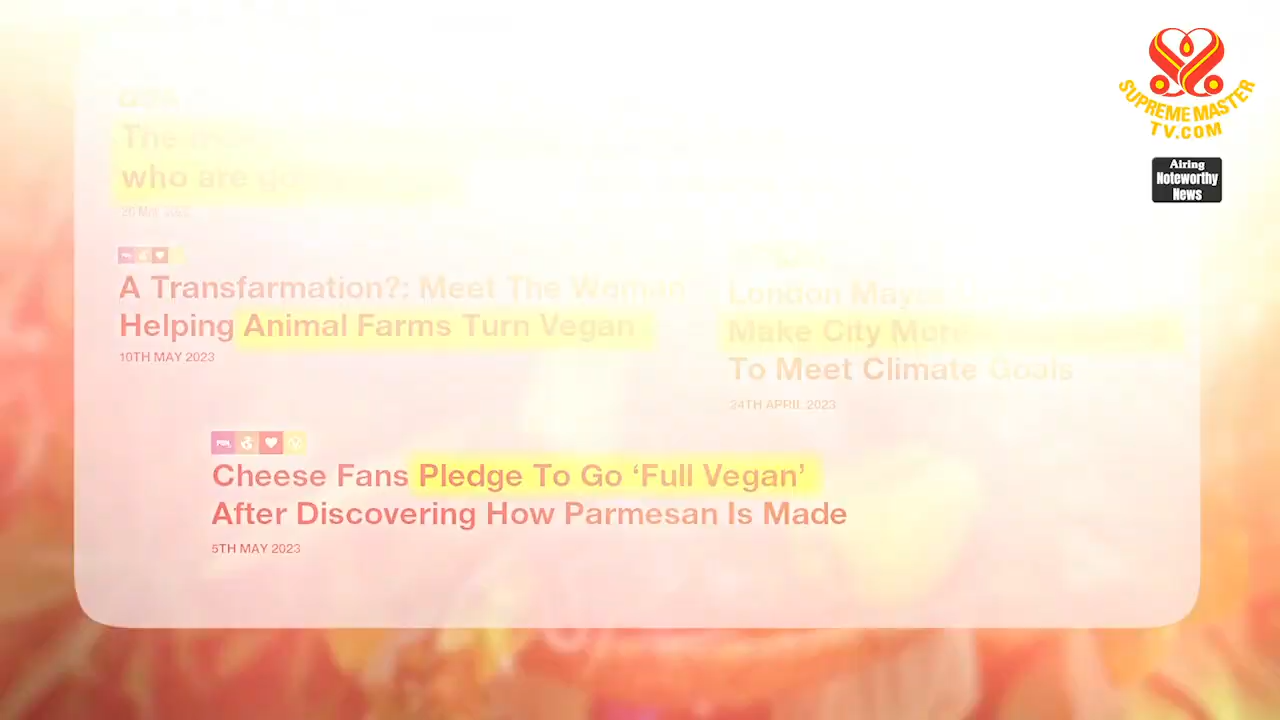 SUPREME MASTER
TV.COM
Airing
Noteworthy
News
The
who are
A Transfarmation?: Meet The Woman
Helping Animal Farms Turn Vegan
10TH MAY 2023
London Mayor
Make City More
To Meet Climate Goals
24TH APRIL 2023
Cheese Fans Pledge To Go ‘Full Vegan’
After Discovering How Parmesan Is Made
5TH MAY 2023